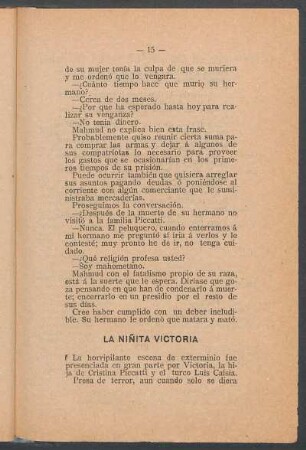 — 15 —
do su mujer tenía la culpa de que se muriera
y me ordenó que la vengara.
—¿Cuánto tiempo hace que murió su her-
mano?
—Cerca de dos meses.
—¿Por que ha esperado hasta hoy para rea-
lizar su venganza?
—No tenía dinero.
Mahmud no explica bien esta frase.
Probablemente quiso reunir cierta suma pa-
ra comprar las armas y dejar á algunos de
sus compatriotas lo necesario para proveer
los gastos que se ocasionarían en los prime-
ros tiempos de su prisión.
Puede ocurrir también que quisiera arreglar
sus asuntos pagando deudas ó poniéndose al
corriente con algún comerciante que le sumi-
nistraba mercaderías.
Proseguimos la conversación.
—¿Después de la muerte de su hermano no
visitó á la familia Piccatti?
—Nunca. El peluquero, cuando enterramos á
mi hermano me preguntó si iría á verlos y le
contesté; muy pronto he de ir, no tenga cui-
dado.
—¿Qué religión profesa usted?
—Soy mahometano.
Mahmud con el fatalismo propio de su raza,
está á la suerte que le espera. Diríase que go-
za pensando en que han de condenarlo á muer-
te; encerrarlo en un presidio por el resto de
sus días.
Cree haber cumplido con un deber includi-
ble. Su hermano le ordenó que matara y mató.
LA NIÑITA VICTORIA
La horripilante escena de exterminio fue
presenciada en gran parte por Victoria, la hi-
ja de Cristina Piccatti y el turco Luis Caisia.
Presa de terror, aun cuando solo se diera